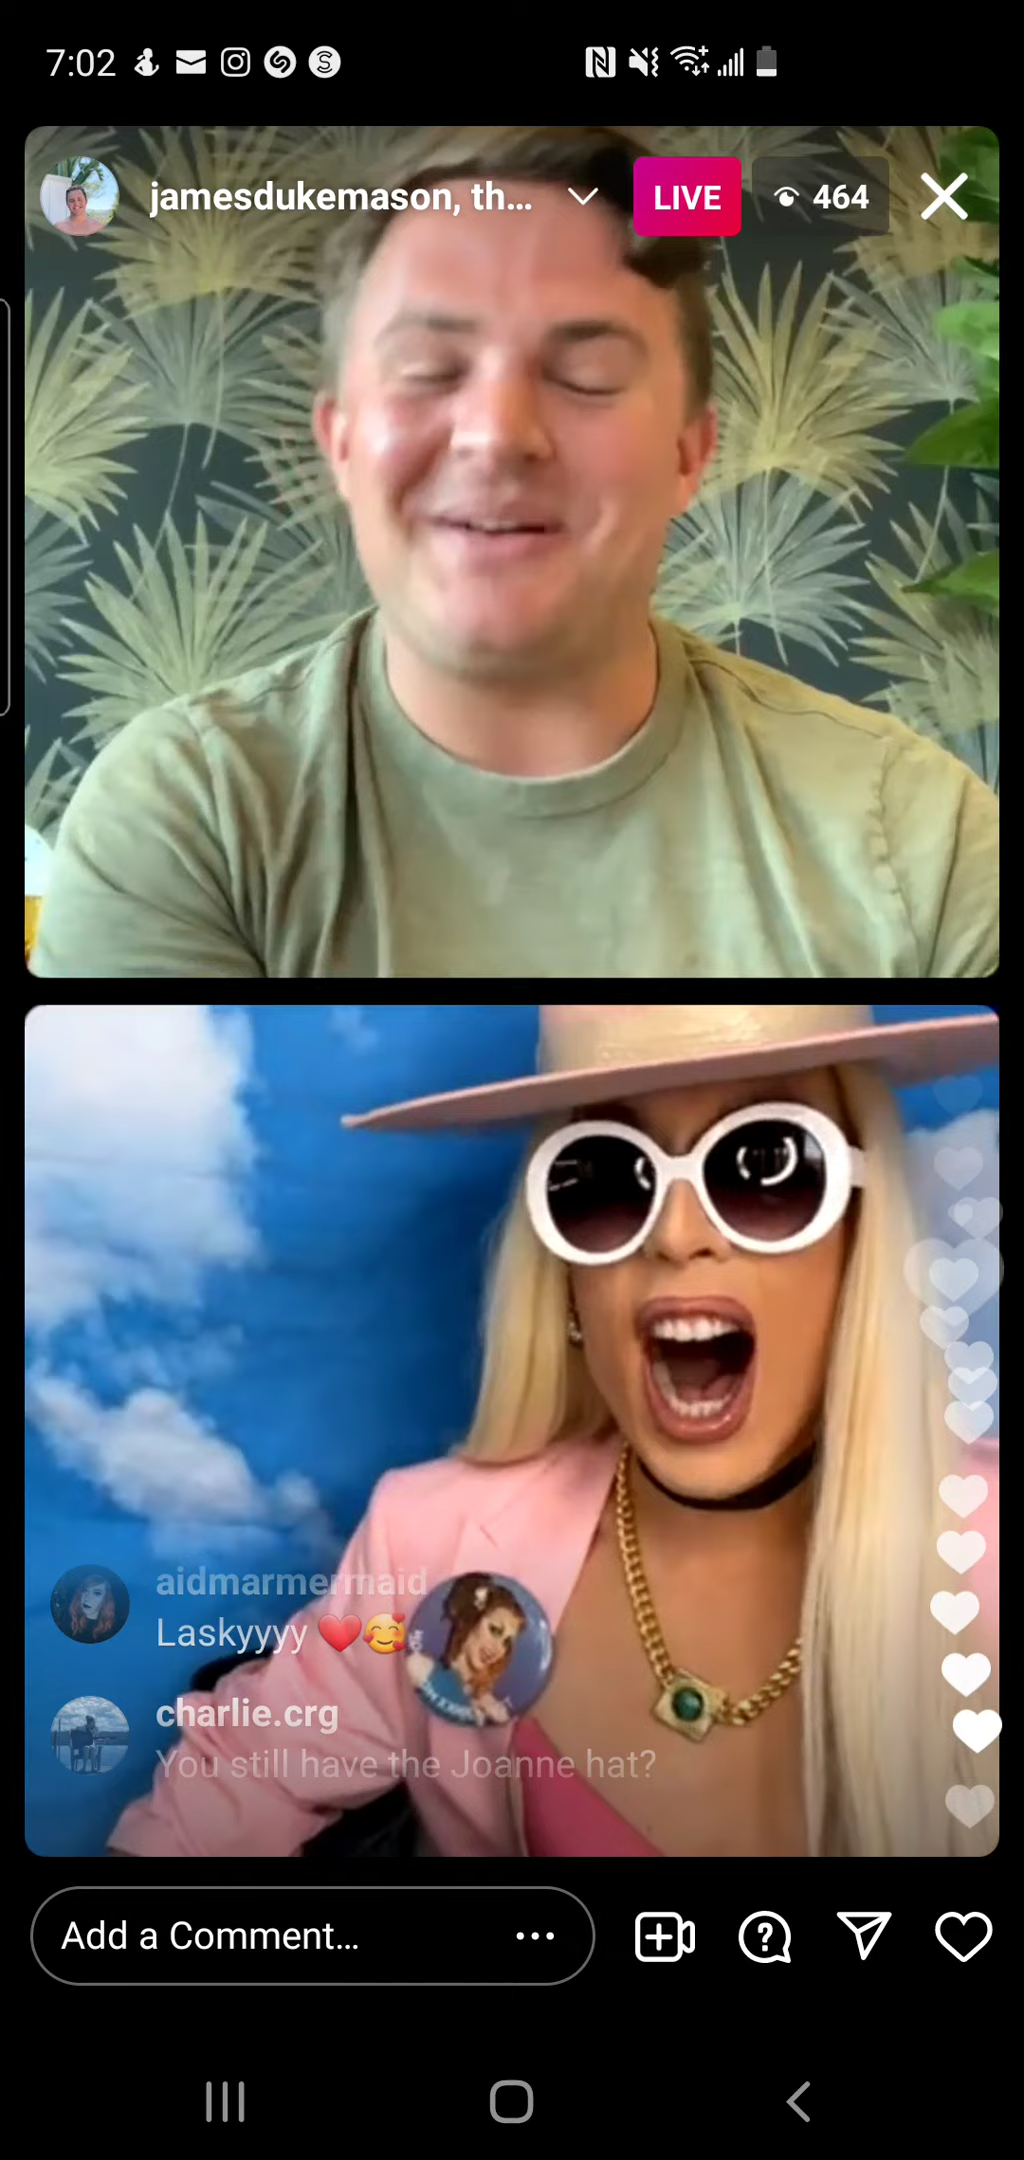 7:02
jamesdukemason, th...
LIVE
464
aidmarmermaid
Laskyyyy ❤️🥰
charlie.crg
You still have the Joanne hat?
Add a Comment...